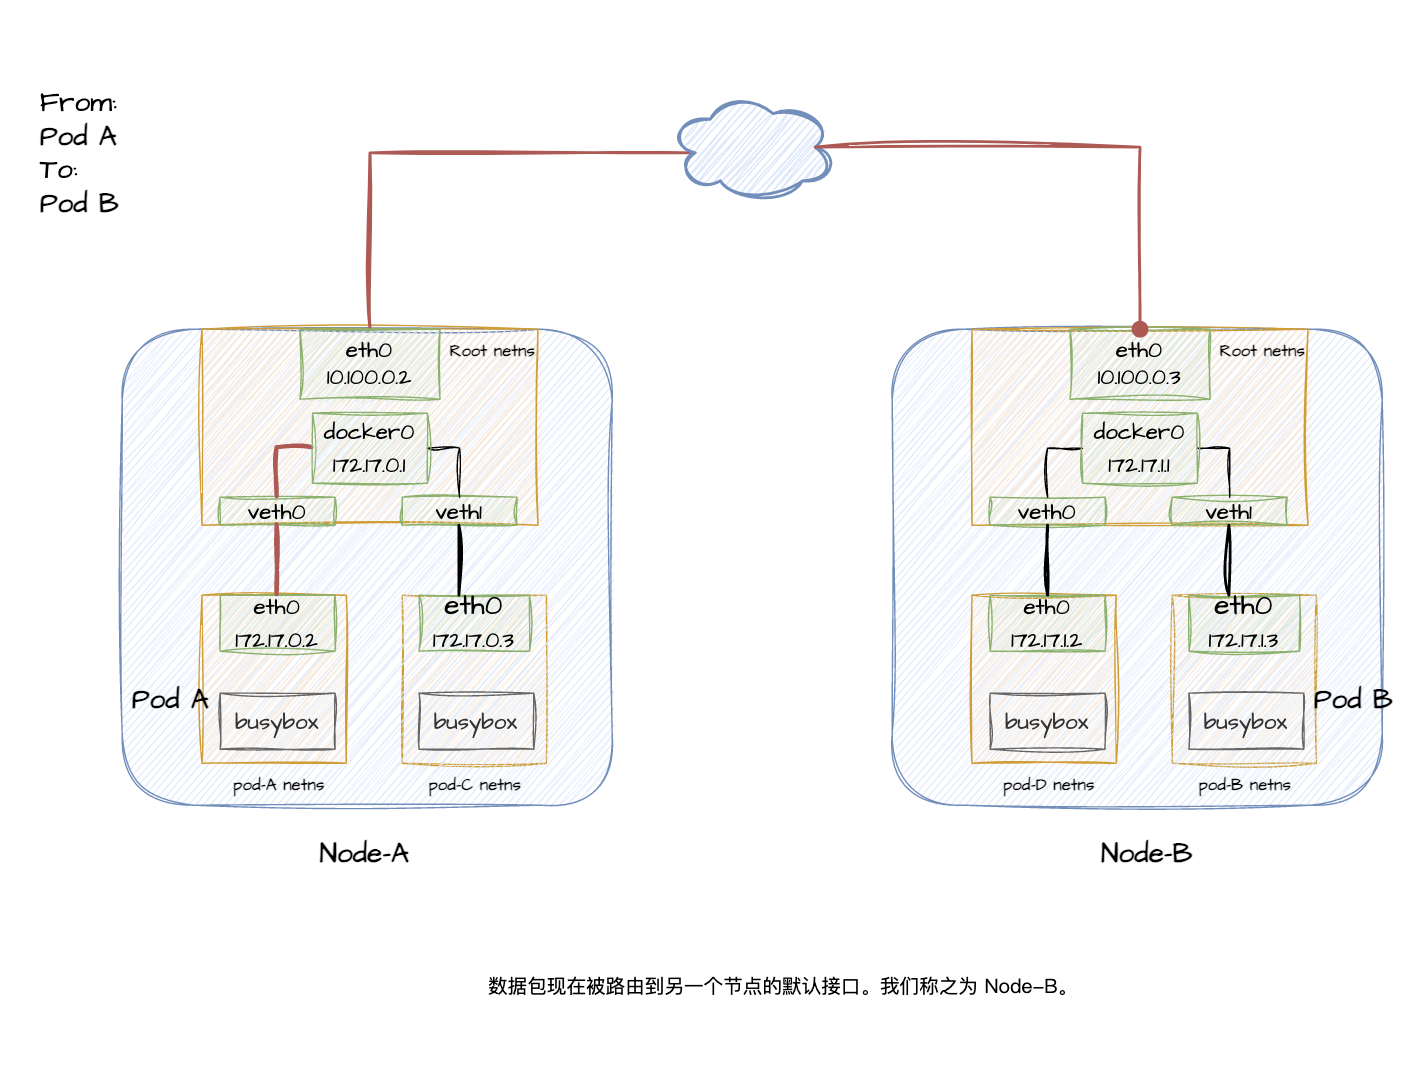 From:
Pod A
To:
Pod B
eth0
10.100.0.2
Root netns
docker0
172.17.0.1
veth0
veth1
eth0
172.17.0.2
eth0
172.17.0.3
Pod A
busybox
busybox
pod-A netns
pod-C netns
Node-A
eth0
10.100.0.3
Root netns
docker0
172.17.1.1
veth0
veth1
eth0
172.17.1.2
eth0
172.17.1.3
busybox
busybox
Pod B
pod-D netns
pod-B netns
Node-B
数据包现在被路由到另一个节点的默认接口。我们称之为 Node-B。